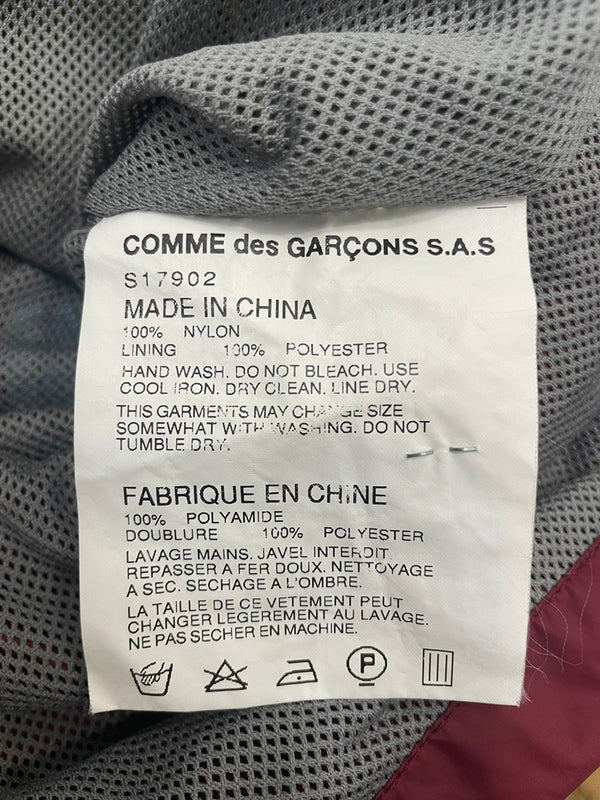 COMME des GARÇONS S.A.S
S17902
MADE IN CHINA
100% NYLON
LINING 100% POLYESTER
HAND WASH. DO NOT BLEACH. USE
COOL IRON. DRY CLEAN. LINE DRY.
THIS GARMENTS MAY CHANGE SIZE
SOMEWHAT WITH WASHING. DO NOT
TUMBLE DRY.
FABRIQUE EN CHINE
100% POLYAMIDE
DOUBLURE 100% POLYESTER
LAVAGE MAINS. JAVEL INTERDIT
REPASSER A FER DOUX. NETTOYAGE
A SEC. SECHAGE A L'OMBRE.
LA TAILLE DE CE VETEMENT PEUT
CHANGER LEGEREMENT AU LAVAGE.
NE PAS SECHER EN MACHINE.
P